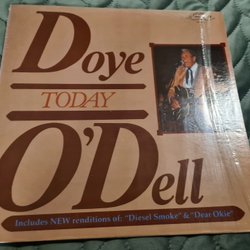 Doye
TODAY
O'Dell
Includes NEW renditions of: "Diesel Smoke" & "Dear Okie"